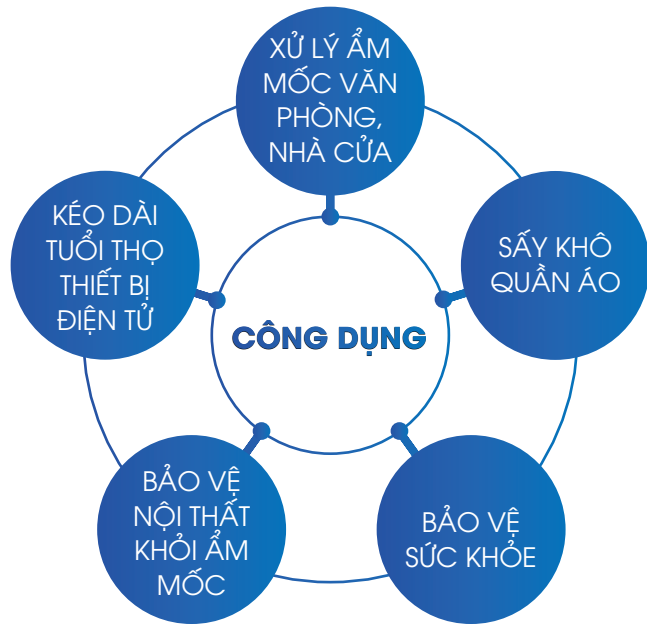 XỬ LÝ ẨM
MỐC VĂN
PHÒNG,
NHÀ CỬA
KÉO DÀI
TUỔI THỌ
THIẾT BỊ
ĐIỆN TỬ
SẤY KHÔ
QUẦN ÁO
CÔNG DỤNG
BẢO VỆ
NỘI THẤT
KHỎI ẨM
MỐC
BẢO VỆ
SỨC KHỎE